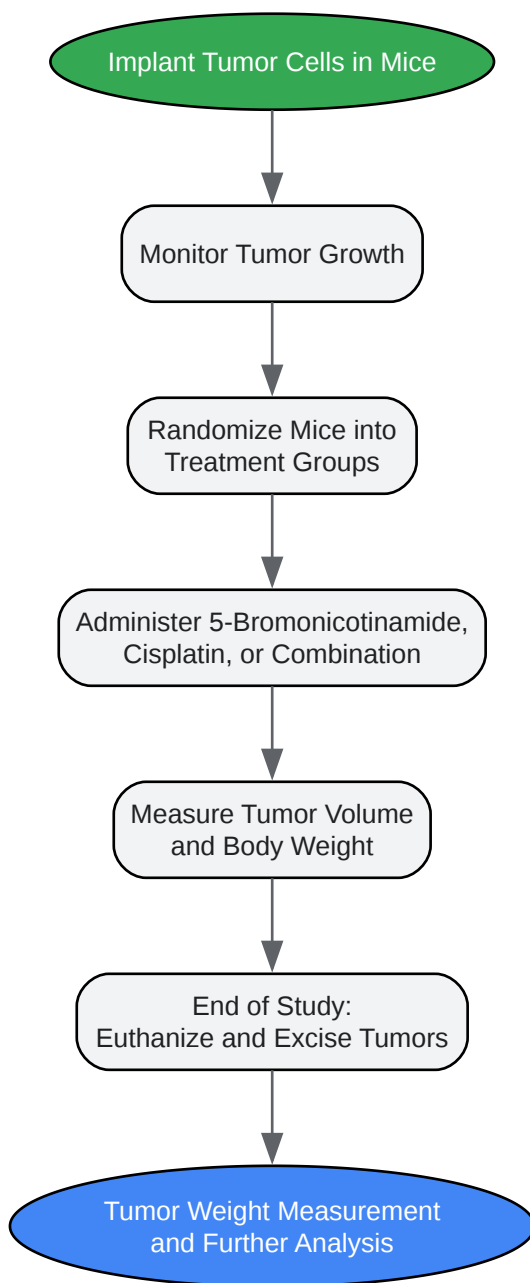 Implant Tumor Cells in Mice
Monitor Tumor Growth
Randomize Mice into
Treatment Groups
Administer 5-Bromonicotinamide,
Cisplatin, or Combination
Measure Tumor Volume
and Body Weight
End of Study:
Euthanize and Excise Tumors
Tumor Weight Measurement
and Further Analysis